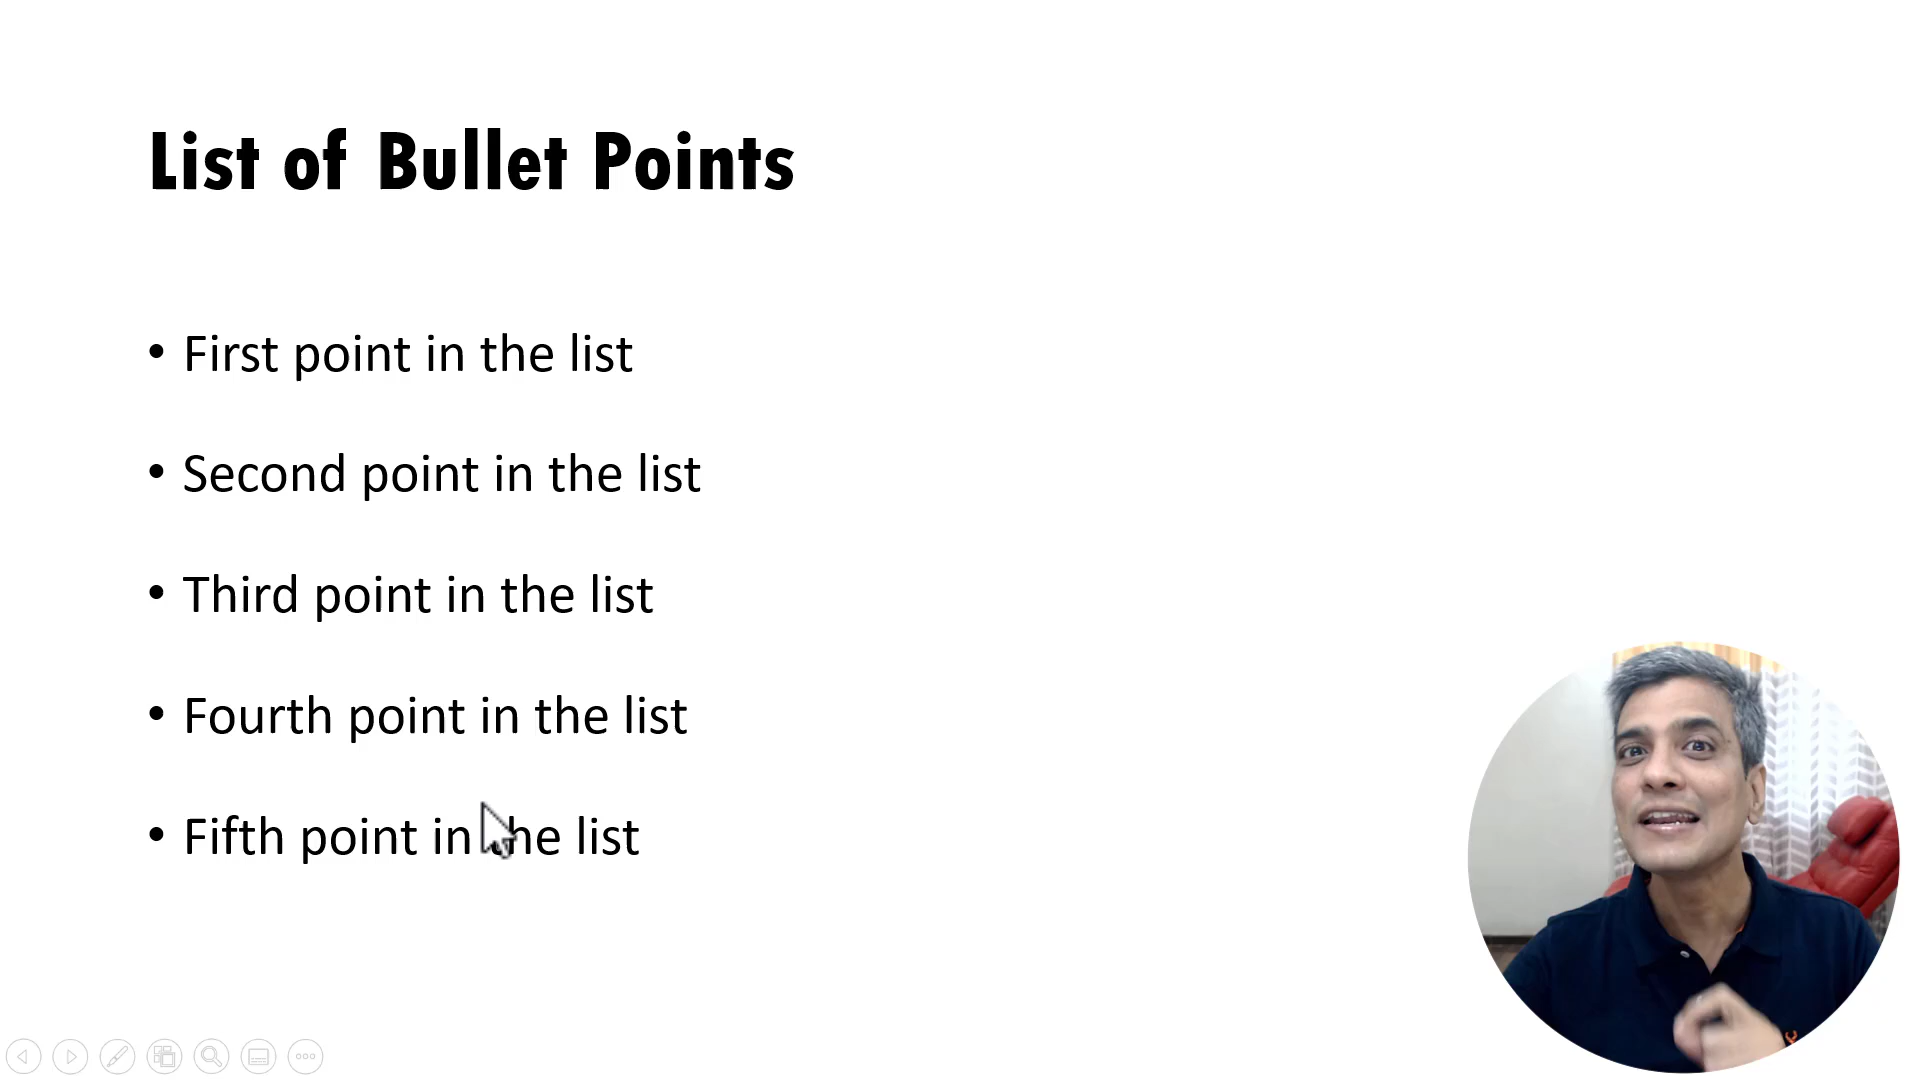 List of Bullet Points
• First point in the list
• Second point in the list
• Third point in the list
• Fourth point in the list
• Fifth point in the list